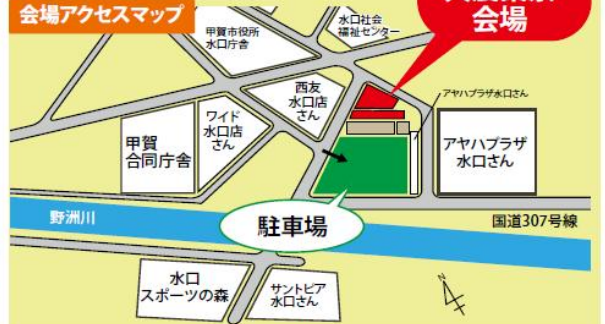 会場アクセスマップ
会場
甲賀市役所
水口庁舎
水口社会
福祉センター
西友
水口店
さん
ワイド
水口店
さん
甲賀
合同庁舎
アヤハプラザ水口さん
アヤハプラザ
水口さん
野洲川
駐車場
国道307号線
水口
スポーツの森
サントピア
水口さん
N